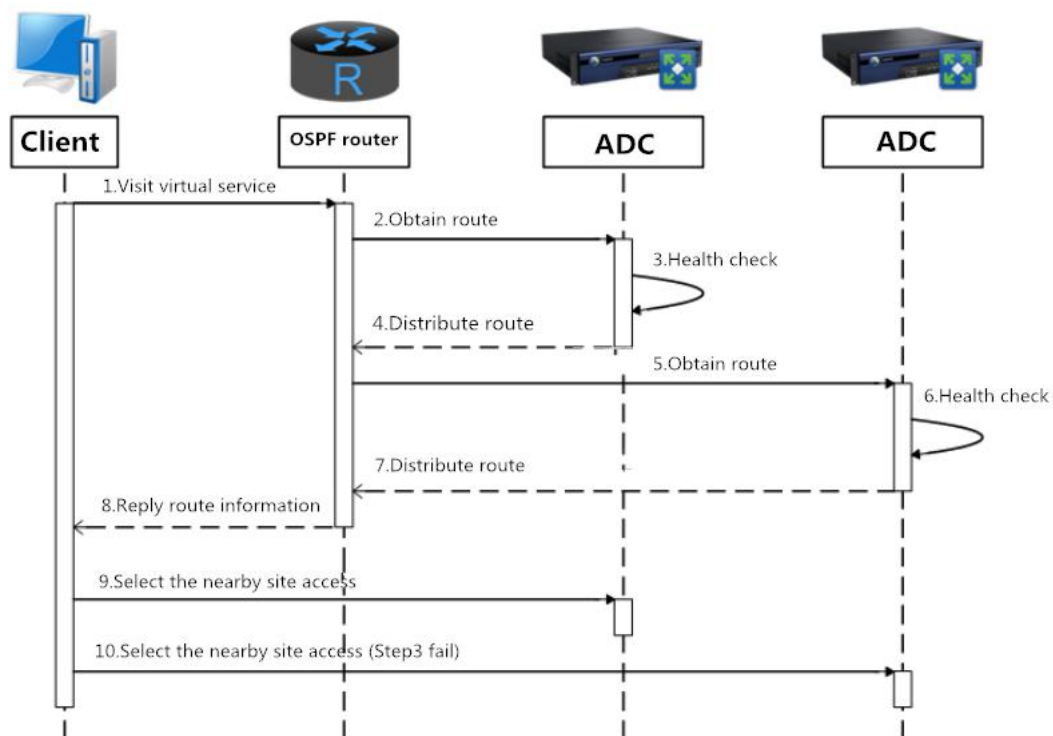 R
Client
OSPF router
ADC
ADC
1.Visit virtual service
2.Obtain route
3.Health check
4.Distribute route
5.Obtain route
6.Health check
7.Distribute route
8.Reply route information
9.Select the nearby site access
10.Select the nearby site access (Step3 fail)